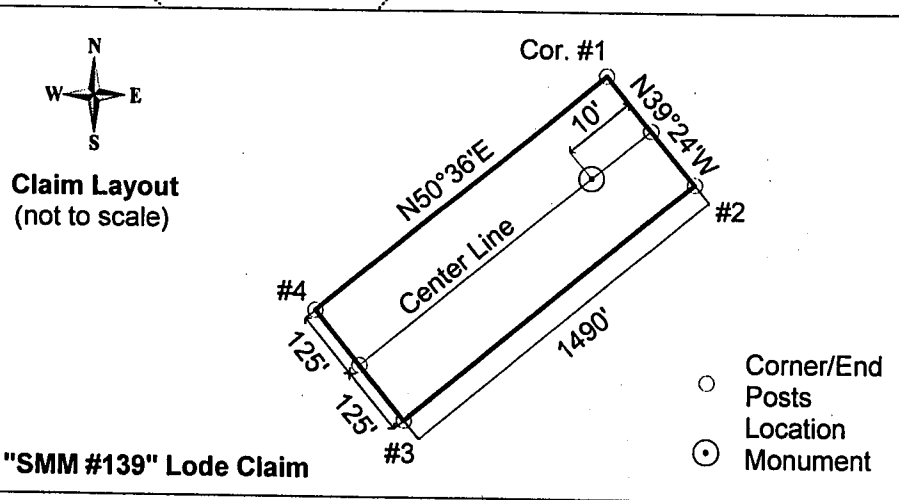 N
W E
S
Claim Layout
(not to scale)
Cor. #1
10'
N39°24'W
N50°36'E
#2
Center Line
#4
1490'
125'
125'
#3
Corner/End
Posts
Location
Monument
"SMM #139" Lode Claim